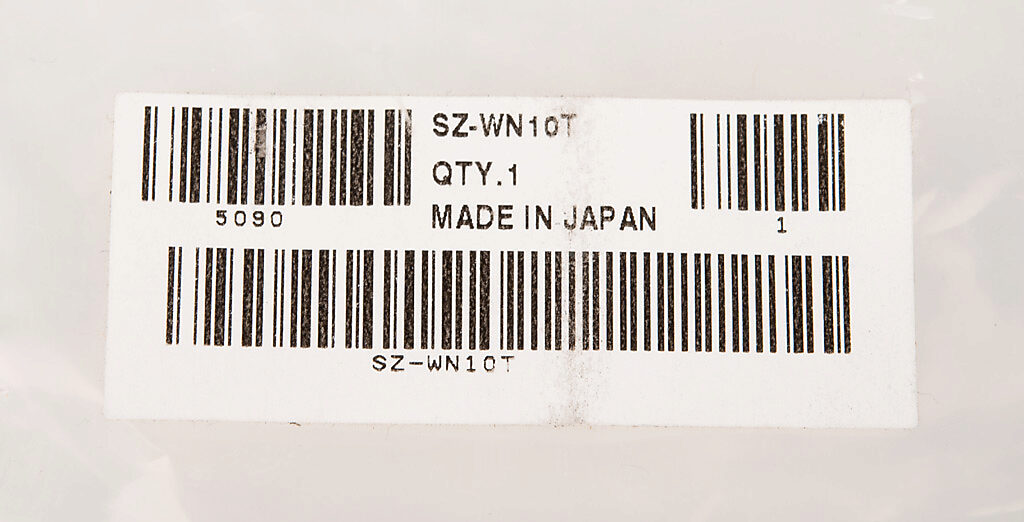 SZ-WN10T
QTY.1
MADE IN JAPAN
5090
1
SZ-WN10T